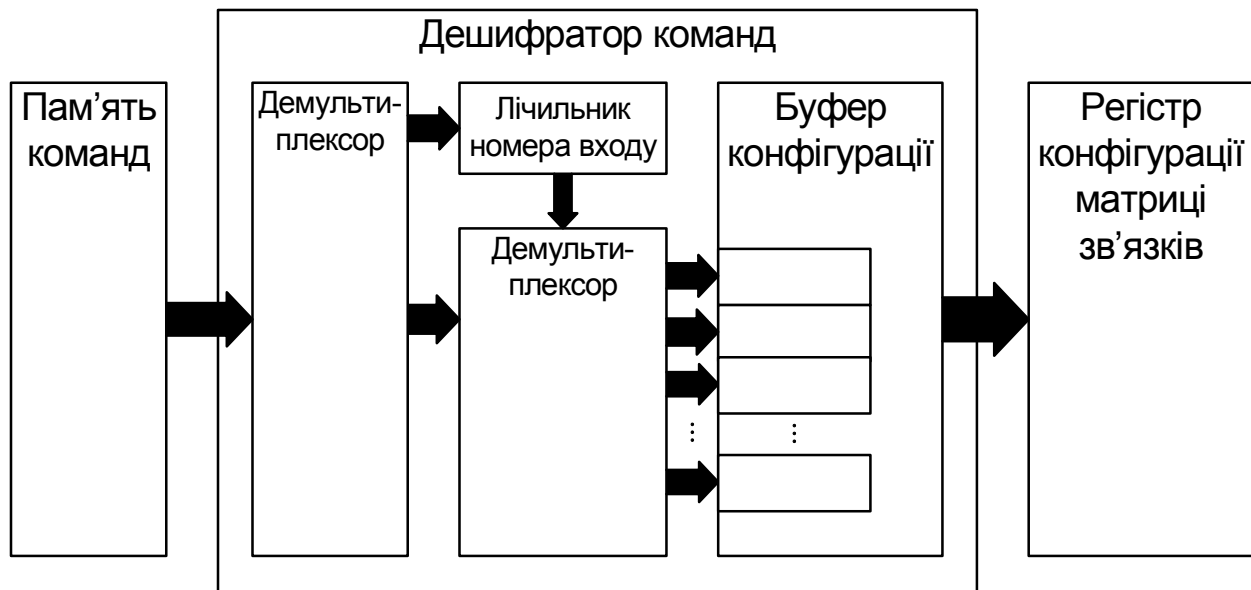 Дешифратор команд
Пам’ять
команд
Демульти-
плексор
Лічильник
номера входу
Демульти-
плексор
Буфер
конфігурації
Регістр
конфігурації
матриці
зв’язків